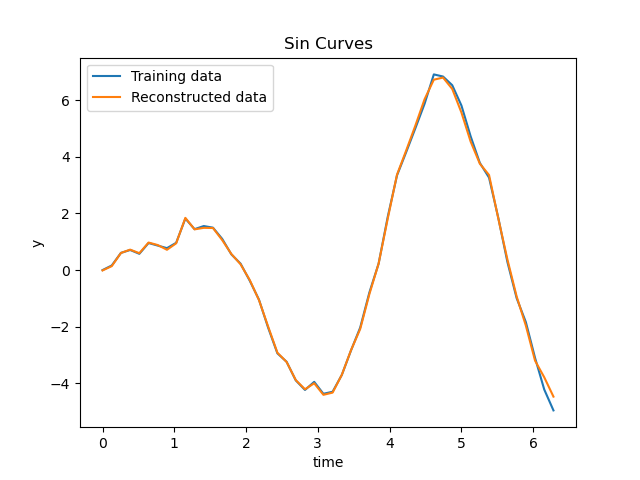 Sin Curves
Training data
Reconstructed data
6
4
2
0
−2
−4
y
0 1 2 3 4 5 6
time